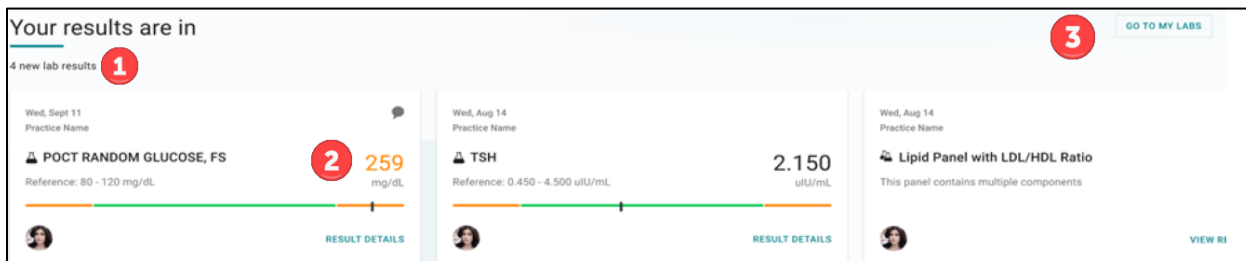 Your results are in
3
GO TO MY LABS
4 new lab results
1
Wed, Sept 11
Practice Name
POCT RANDOM GLUCOSE, FS
2
259
Reference: 80 - 120 mg/dL
mg/dL
RESULT DETAILS
Wed, Aug 14
Practice Name
TSH
2.150
Reference: 0.450 - 4.500 uIU/mL
uIU/mL
RESULT DETAILS
Wed, Aug 14
Practice Name
Lipid Panel with LDL/HDL Ratio
This panel contains multiple components
VIEW